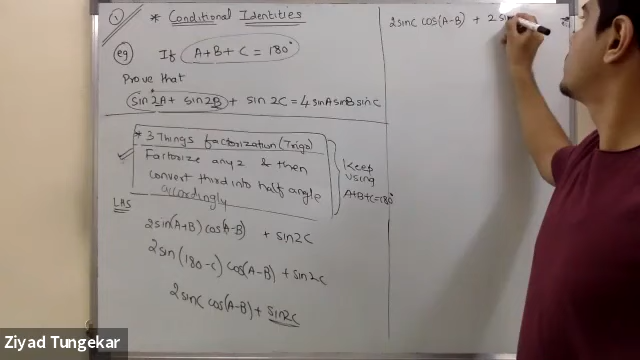 ① * Conditional Identities
eg If A+B+C = 180°
Prove that
sin 2A + sin 2B + sin 2C = 4 sinA sinB sinC
* 3 Things factorization (Trigo)
Factorize any 2 & then
convert third into half angle
accordingly
Keep
using
A+B+C=180°
LHS
2sin(A+B) cos(A-B) + sin2C
2sin(180-C) cos(A-B) + sin2C
2sinC cos(A-B) + sin2C
2sinC cos(A-B) + 2 sin
Ziyad Tungekar